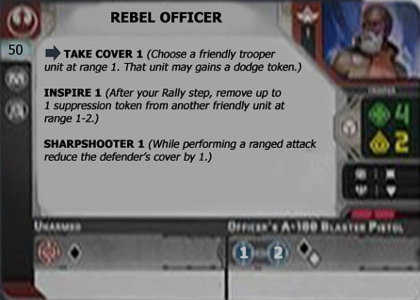 REBEL OFFICER
50
TAKE COVER 1 (Choose a friendly trooper
unit at range 1. That unit may gains a dodge token.)
INSPIRE 1 (After your Rally step, remove up to
1 suppression token from another friendly unit at
range 1-2.)
SHARPSHOOTER 1 (While performing a ranged attack
reduce the defender's cover by 1.)
4
2
UNARMED
OFFICER'S A-180 BLASTER PISTOL
1 2